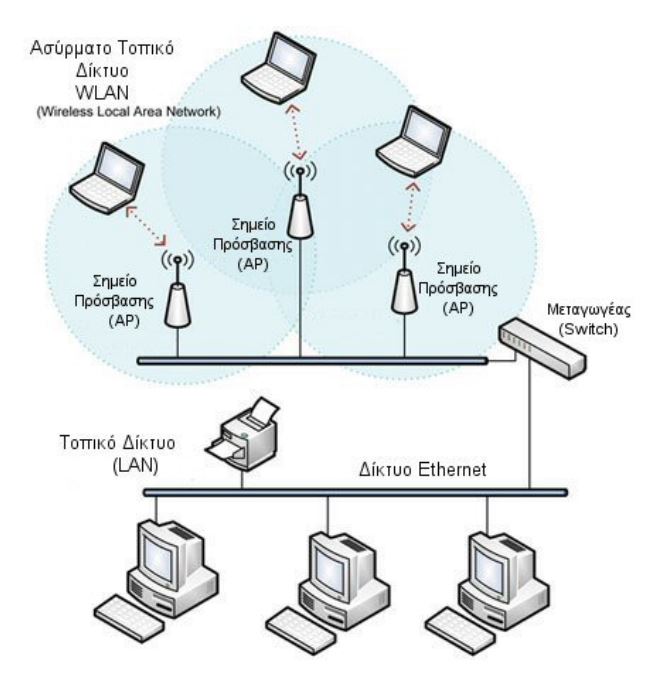 Ασύρματο Τοπικό
Δίκτυο
WLAN
(Wireless Local Area Network)
Σημείο
Πρόσβασης
(AP)
Σημείο
Πρόσβασης
(AP)
Σημείο
Πρόσβασης
(AP)
Μεταγωγέας
(Switch)
Τοπικό Δίκτυο
(LAN)
Δίκτυο Ethernet